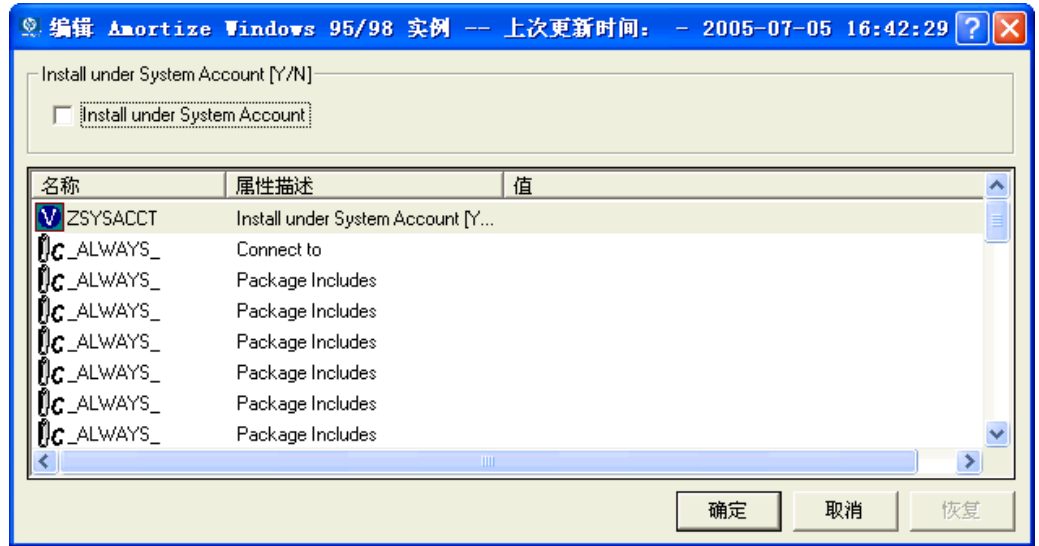 编辑 Amortize Windows 95/98 实例 -- 上次更新时间: - 2005-07-05 16:42:29
Install under System Account [Y/N]
Install under System Account
名称 属性描述 值
ZSYSACCT Install under System Account [Y...
_ALWAYS_ Connect to
_ALWAYS_ Package Includes
_ALWAYS_ Package Includes
_ALWAYS_ Package Includes
_ALWAYS_ Package Includes
_ALWAYS_ Package Includes
_ALWAYS_ Package Includes
确定 取消 恢复